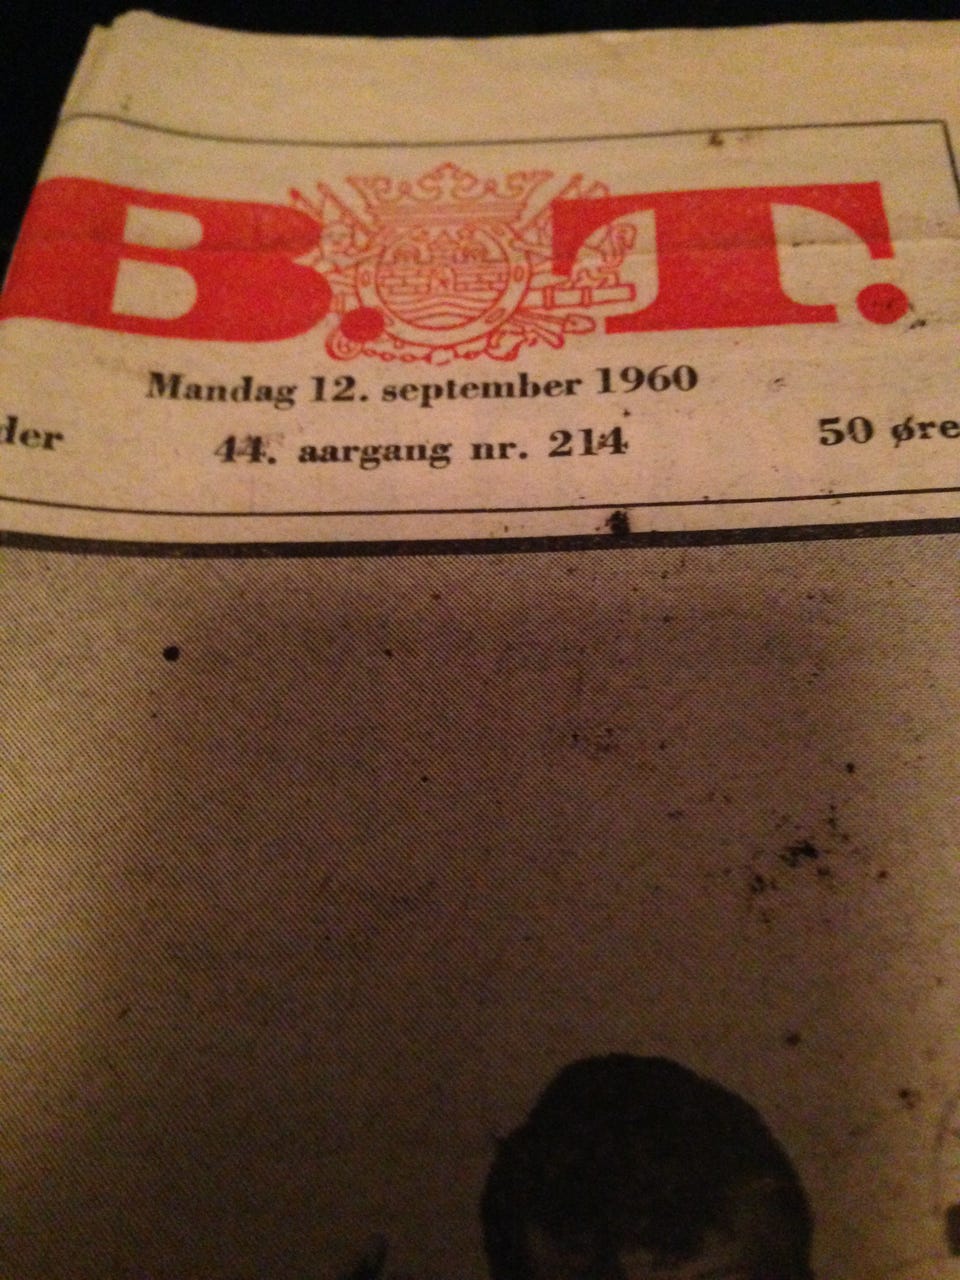 B. T.
Mandag 12. september 1960
der 44. aargang nr. 214 50 øre